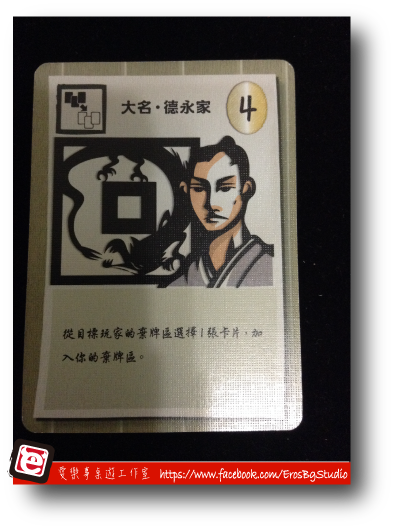 大名·德永家
4
從目標玩家的棄牌區選擇1張卡片，加
入你的棄牌區。
愛樂事桌遊工作室 https://www.facebook.com/ErosBgStudio